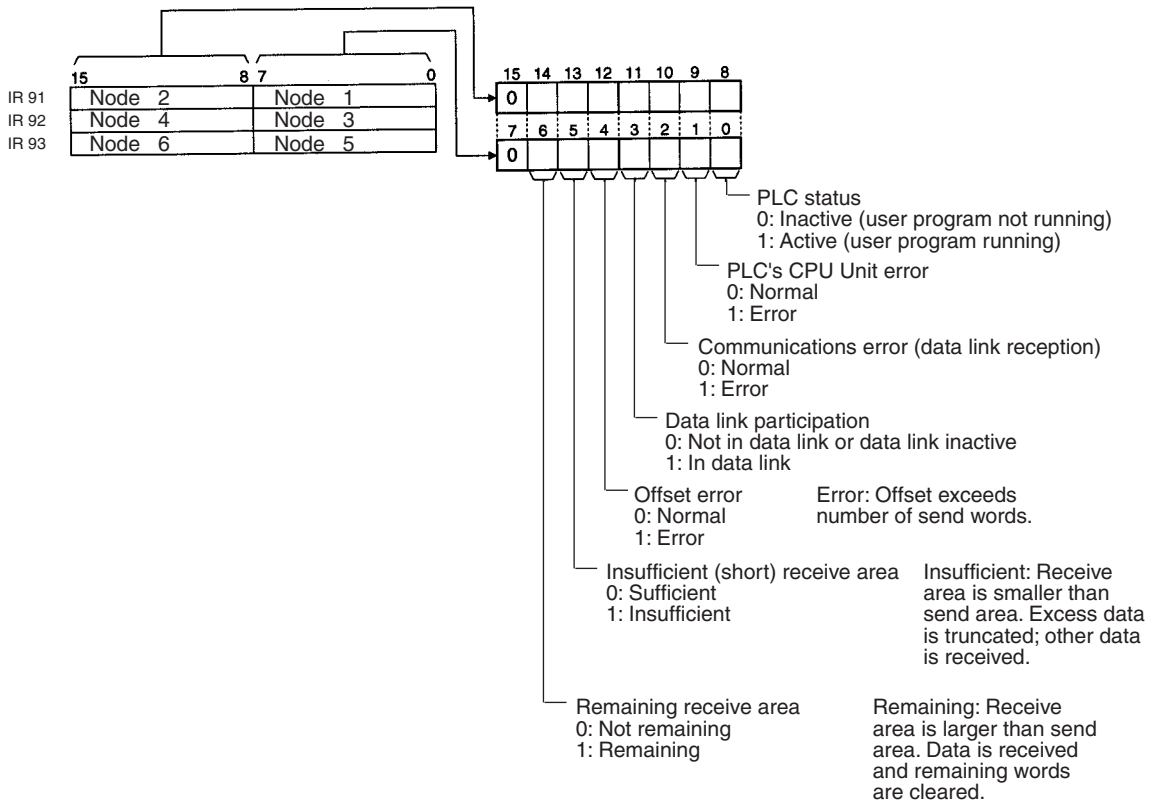 15 8 7 0
IR 91 Node 2 Node 1
IR 92 Node 4 Node 3
IR 93 Node 6 Node 5
15 14 13 12 11 10 9 8
0
7 6 5 4 3 2 1 0
0
PLC status
0: Inactive (user program not running)
1: Active (user program running)
PLC's CPU Unit error
0: Normal
1: Error
Communications error (data link reception)
0: Normal
1: Error
Data link participation
0: Not in data link or data link inactive
1: In data link
Offset error
0: Normal
1: Error
Error: Offset exceeds
number of send words.
Insufficient (short) receive area
0: Sufficient
1: Insufficient
Insufficient: Receive
area is smaller than
send area. Excess data
is truncated; other data
is received.
Remaining receive area
0: Not remaining
1: Remaining
Remaining: Receive
area is larger than send
area. Data is received
and remaining words
are cleared.